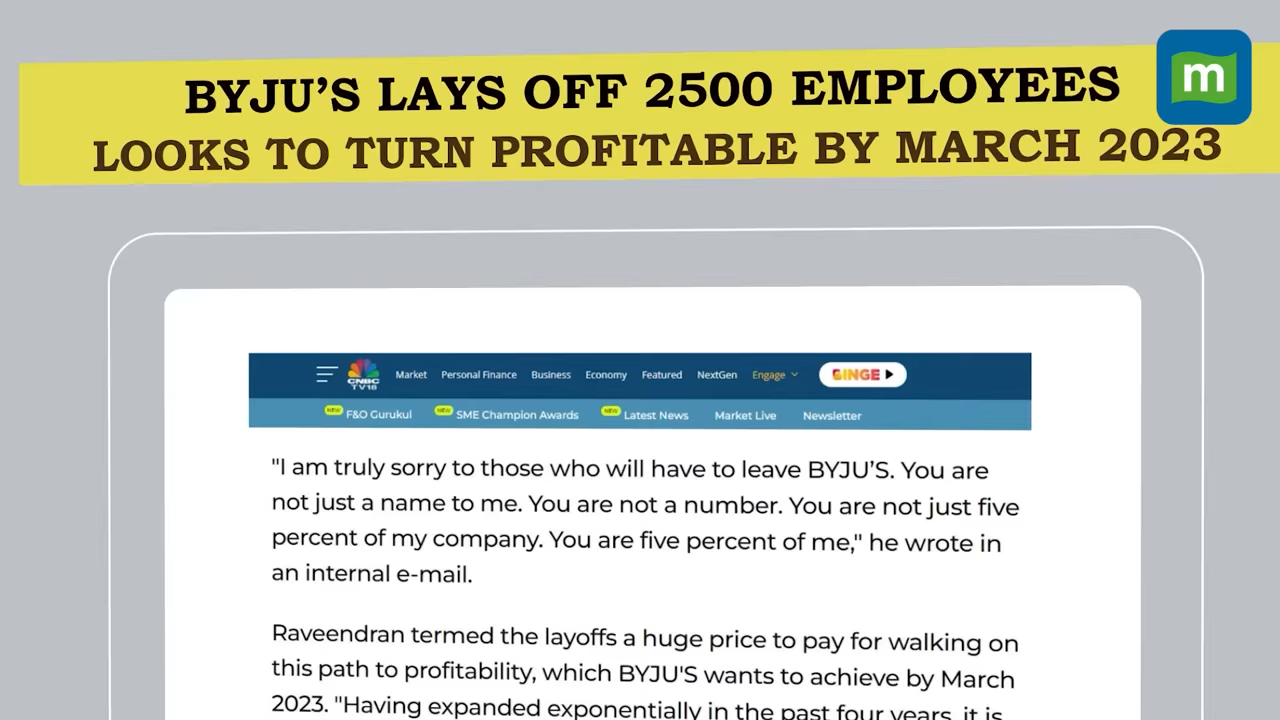 BYJU'S LAYS OFF 2500 EMPLOYEES
m
LOOKS TO TURN PROFITABLE BY MARCH 2023
CNBC TV18 Market Personal Finance Business Economy Featured NextGen Engage BINGE
NEW F&O Gurukul NEW SME Champion Awards NEW Latest News Market Live Newsletter
"I am truly sorry to those who will have to leave BYJU'S. You are
not just a name to me. You are not a number. You are not just five
percent of my company. You are five percent of me," he wrote in
an internal e-mail.
Raveendran termed the layoffs a huge price to pay for walking on
this path to profitability, which BYJU'S wants to achieve by March
2023. "Having expanded exponentially in the past four years, it is